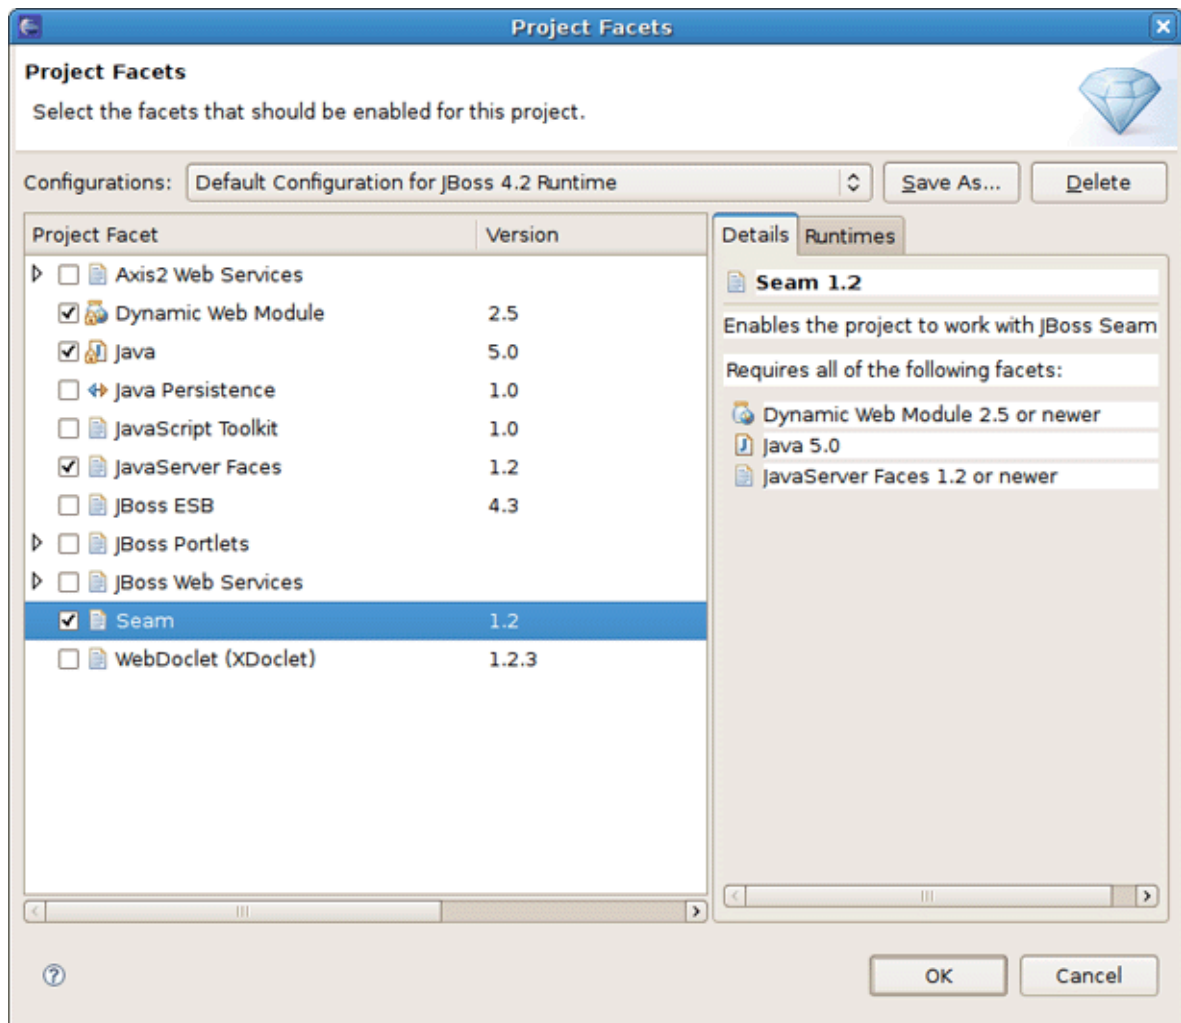 Project Facets
Project Facets
Select the facets that should be enabled for this project.
Configurations: Default Configuration for JBoss 4.2 Runtime Save As... Delete
Project Facet Version
Axis2 Web Services
Dynamic Web Module 2.5
Java 5.0
Java Persistence 1.0
JavaScript Toolkit 1.0
JavaServer Faces 1.2
JBoss ESB 4.3
JBoss Portlets
JBoss Web Services
Seam 1.2
WebDoclet (XDoclet) 1.2.3
Details Runtimes
Seam 1.2
Enables the project to work with JBoss Seam
Requires all of the following facets:
Dynamic Web Module 2.5 or newer
Java 5.0
JavaServer Faces 1.2 or newer
OK Cancel